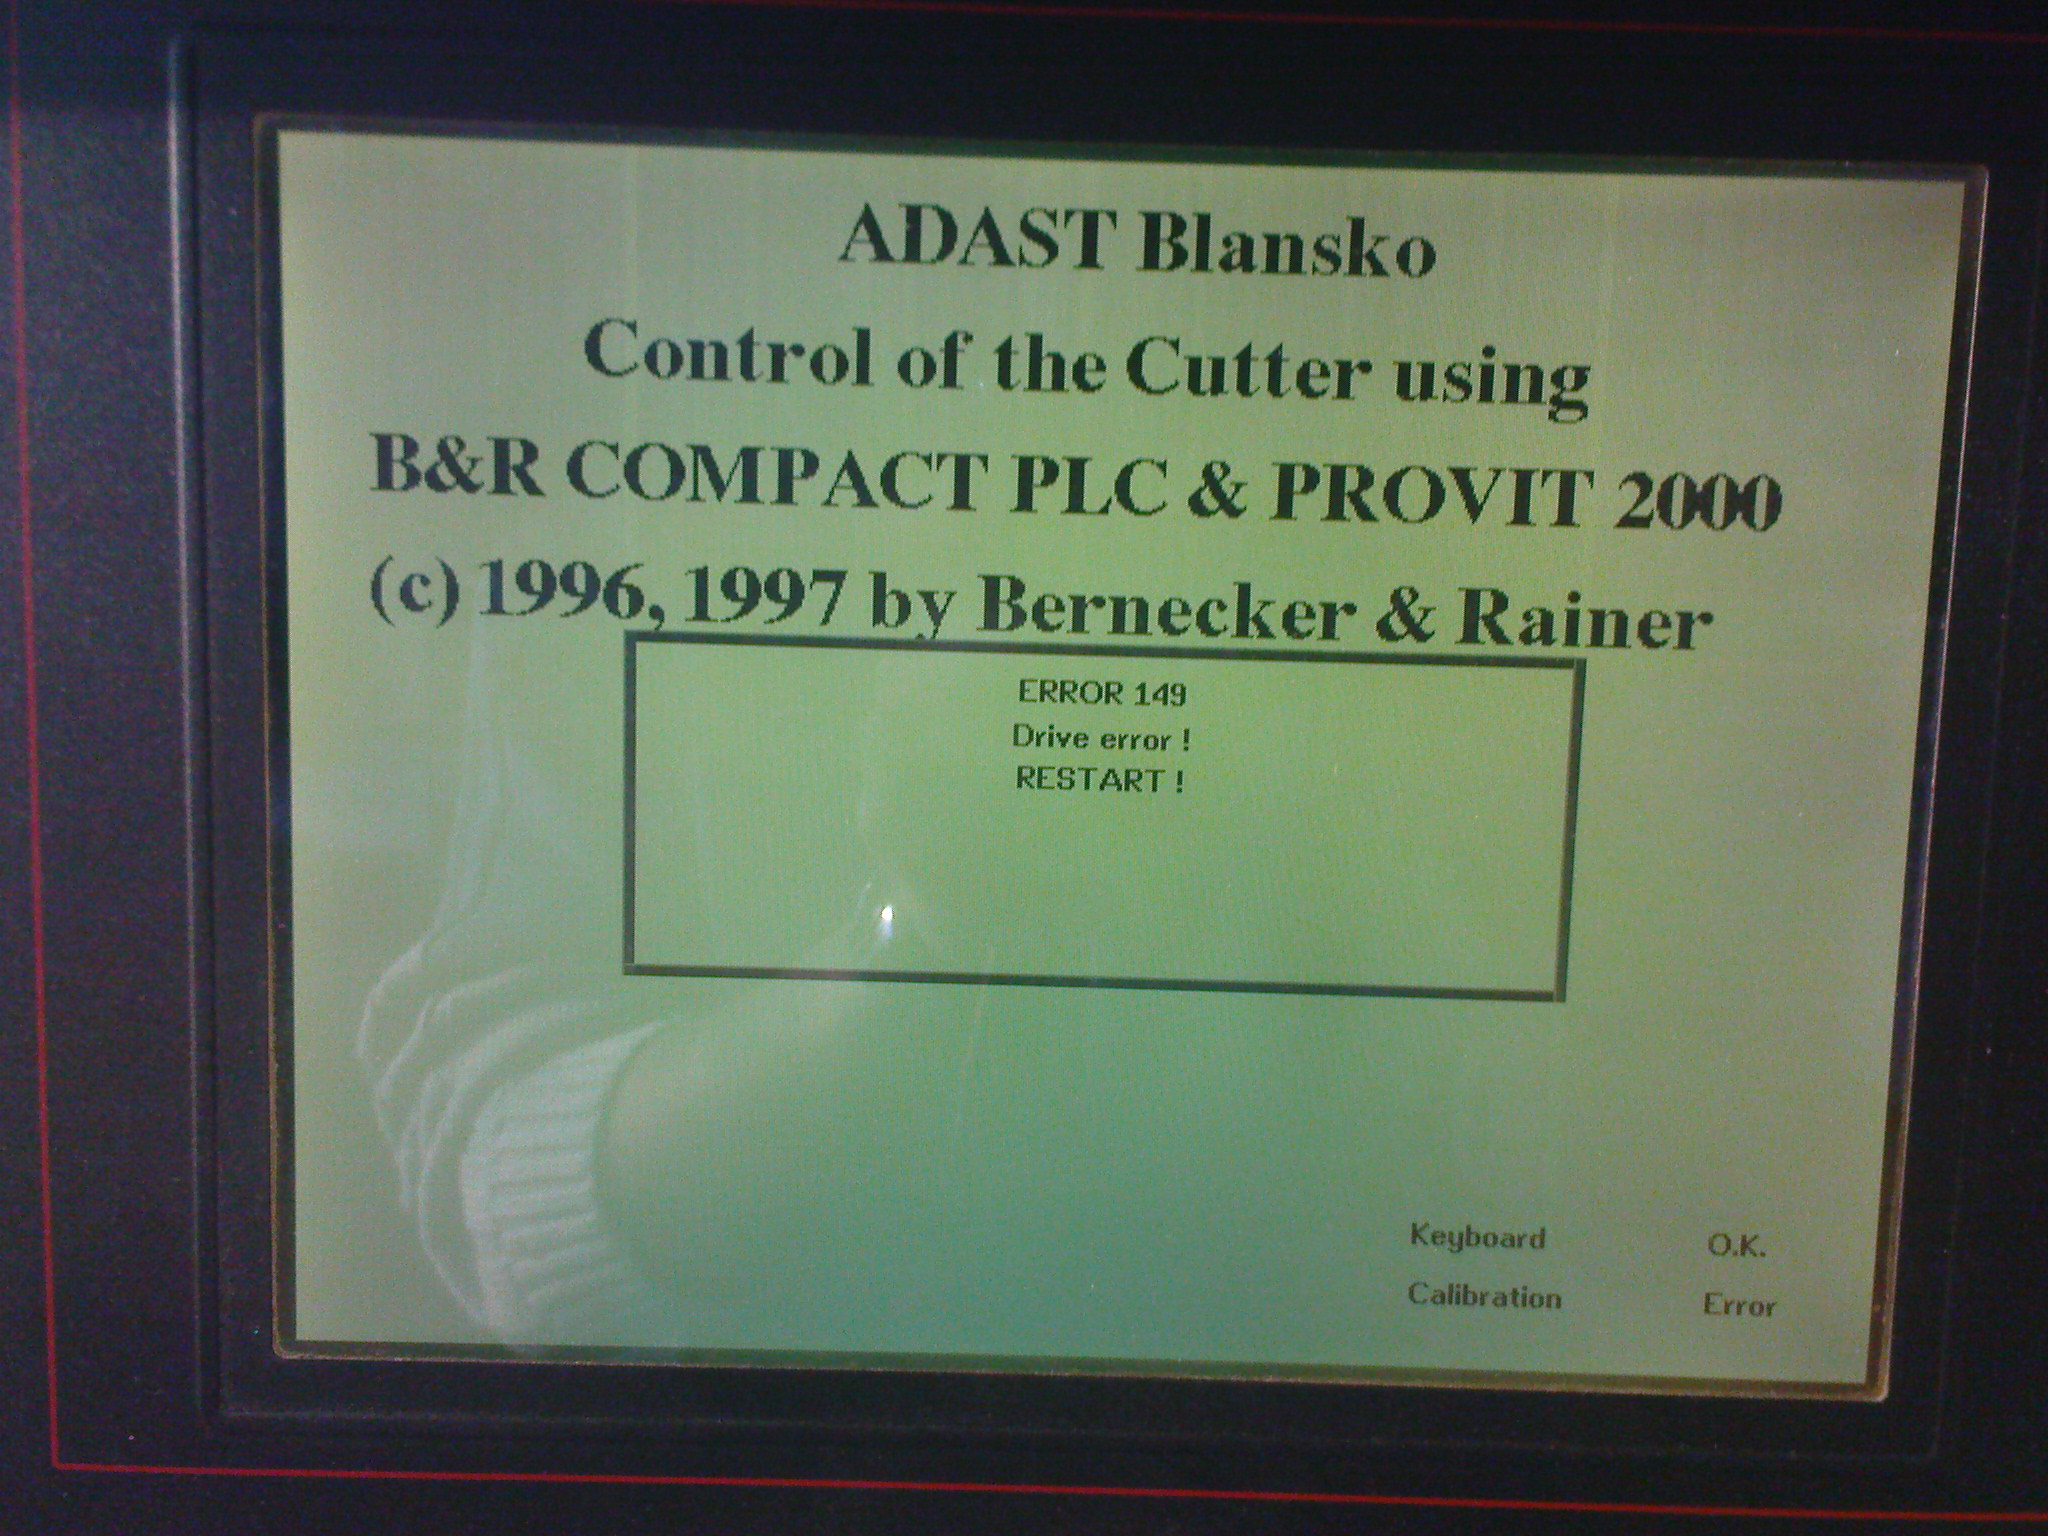 ADAST Blansko
Control of the Cutter using
B&R COMPACT PLC & PROVIT 2000
(c) 1996, 1997 by Bernecker & Rainer
ERROR 149
Drive error !
RESTART !
Keyboard O.K.
Calibration Error